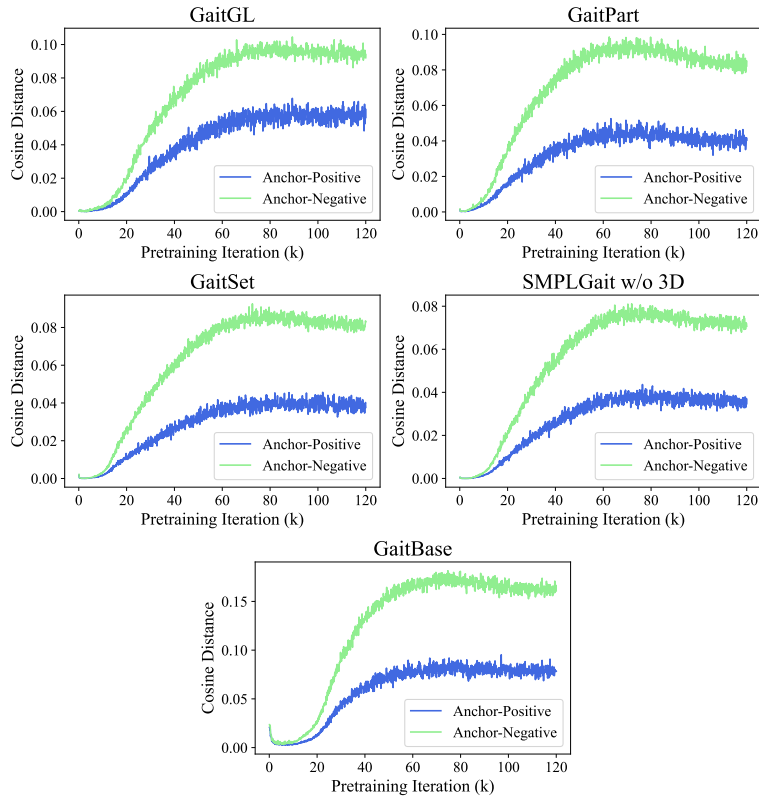 GaitGL
Cosine Distance
0.10
0.08
0.06
0.04
0.02
0.00
Anchor-Positive
Anchor-Negative
0 20 40 60 80 100 120
Pretraining Iteration (k)
GaitPart
Cosine Distance
0.10
0.08
0.06
0.04
0.02
0.00
Anchor-Positive
Anchor-Negative
0 20 40 60 80 100 120
Pretraining Iteration (k)
GaitSet
Cosine Distance
0.08
0.06
0.04
0.02
0.00
Anchor-Positive
Anchor-Negative
0 20 40 60 80 100 120
Pretraining Iteration (k)
SMPLGait w/o 3D
Cosine Distance
0.08
0.06
0.04
0.02
0.00
Anchor-Positive
Anchor-Negative
0 20 40 60 80 100 120
Pretraining Iteration (k)
GaitBase
Cosine Distance
0.15
0.10
0.05
0.00
Anchor-Positive
Anchor-Negative
0 20 40 60 80 100 120
Pretraining Iteration (k)